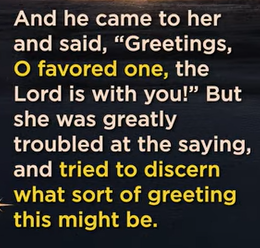 And he came to her
and said, “Greetings,
O favored one, the
Lord is with you!” But
she was greatly
troubled at the saying,
and tried to discern
what sort of greeting
this might be.